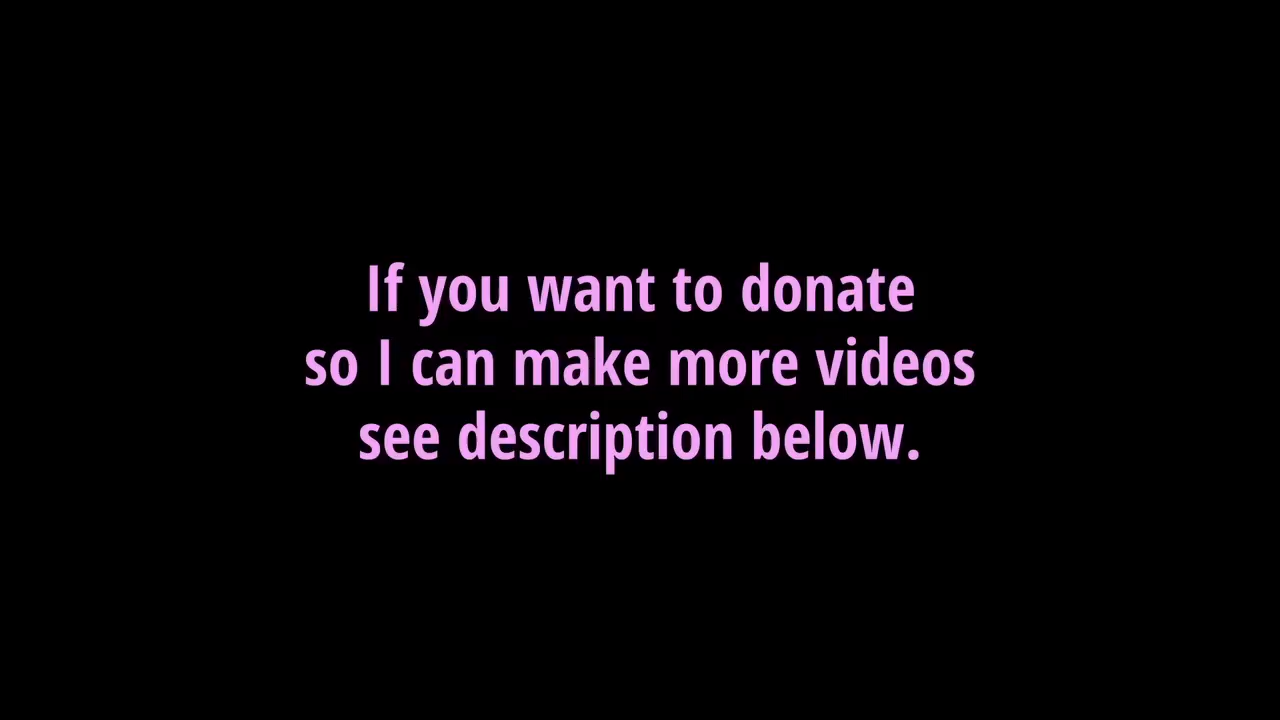 If you want to donate
so I can make more videos
see description below.